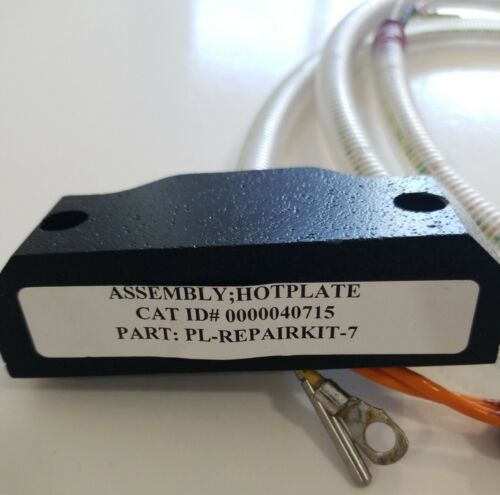 ASSEMBLY;HOTPLATE
CAT ID# 0000040715
PART: PL-REPAIRKIT-7